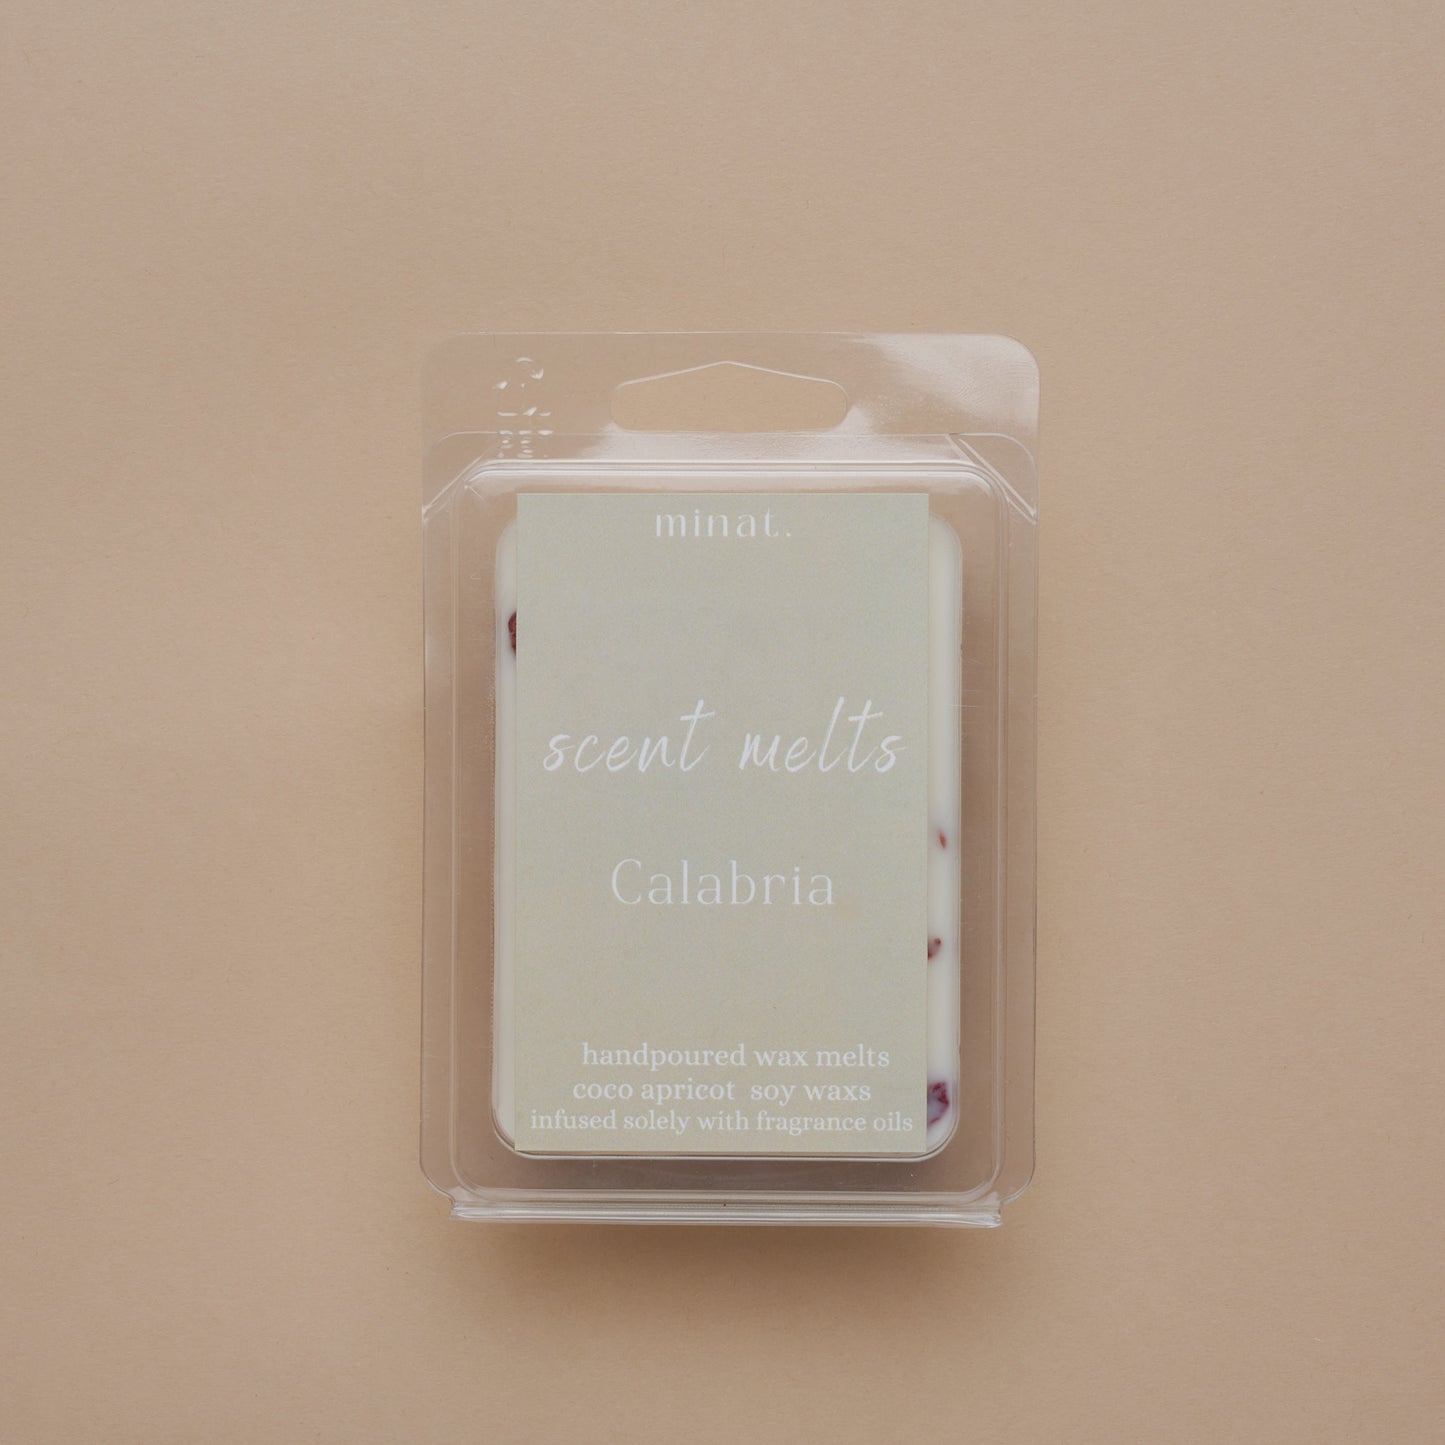 minat.
scent melts
Calabria
handpoured wax melts
coco apricot soy waxs
infused solely with fragrance oils